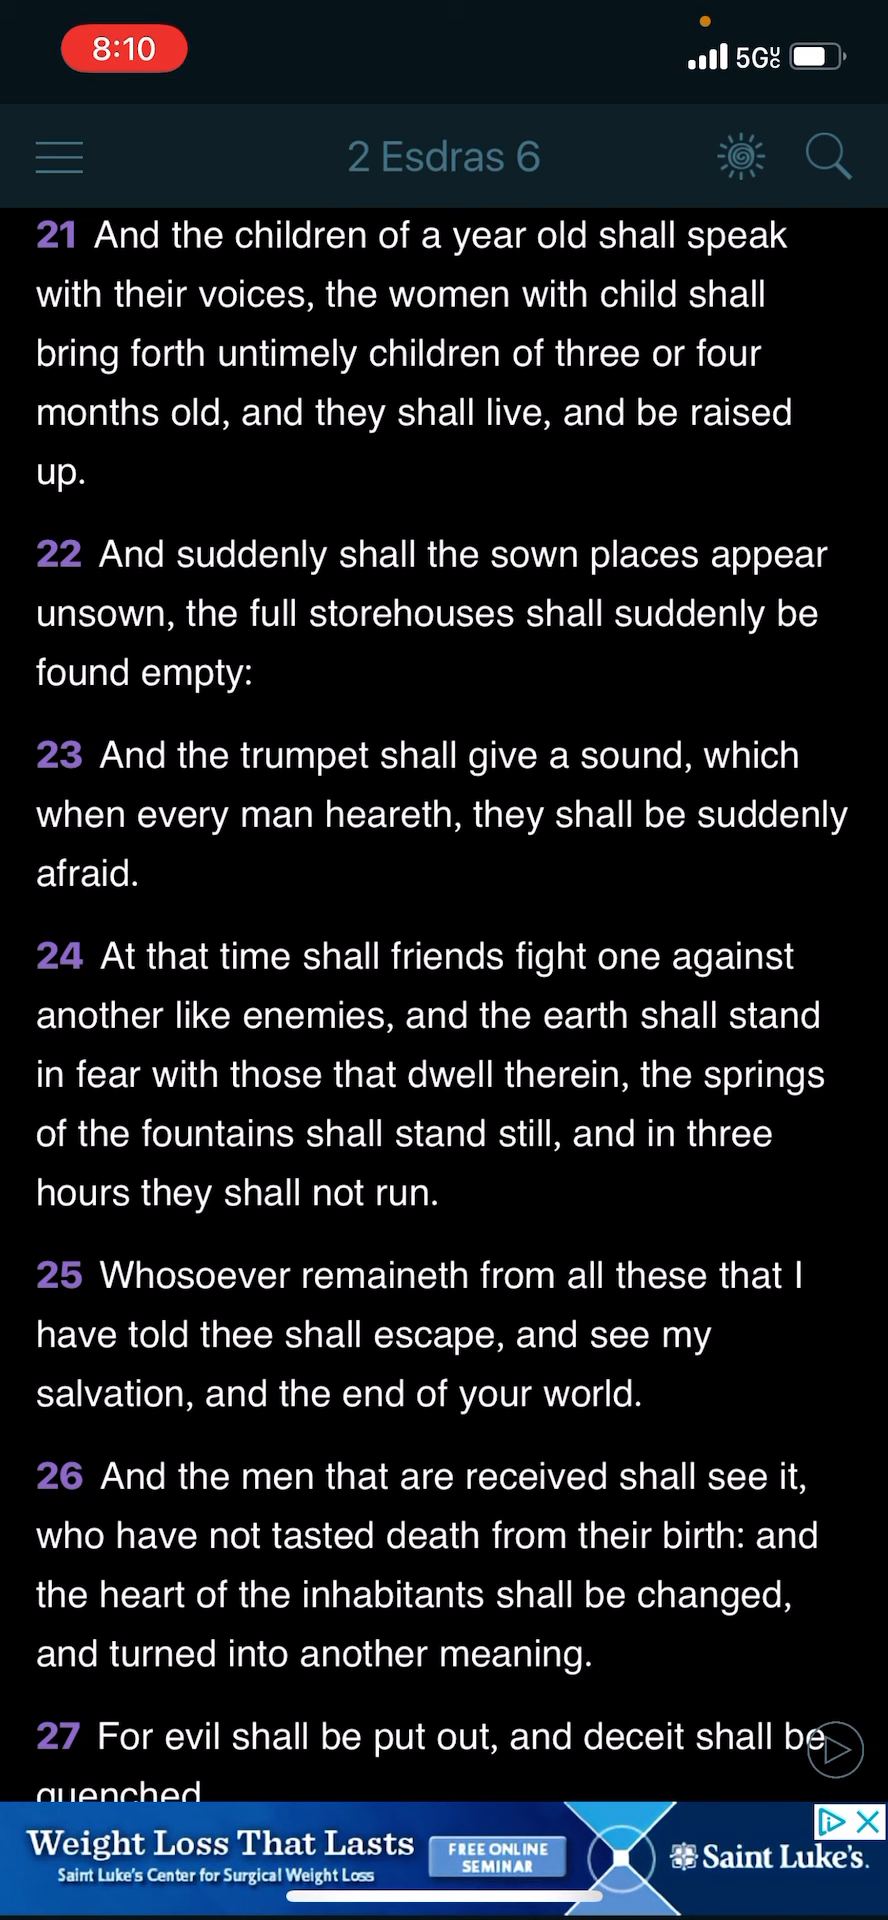 8:10
5G UC
2 Esdras 6
21 And the children of a year old shall speak
with their voices, the women with child shall
bring forth untimely children of three or four
months old, and they shall live, and be raised
up.
22 And suddenly shall the sown places appear
unsown, the full storehouses shall suddenly be
found empty:
23 And the trumpet shall give a sound, which
when every man heareth, they shall be suddenly
afraid.
24 At that time shall friends fight one against
another like enemies, and the earth shall stand
in fear with those that dwell therein, the springs
of the fountains shall stand still, and in three
hours they shall not run.
25 Whosoever remaineth from all these that I
have told thee shall escape, and see my
salvation, and the end of your world.
26 And the men that are received shall see it,
who have not tasted death from their birth: and
the heart of the inhabitants shall be changed,
and turned into another meaning.
27 For evil shall be put out, and deceit shall be
quenched
Weight Loss That Lasts
Saint Luke's Center for Surgical Weight Loss
FREE ONLINE
SEMINAR
Saint Luke's.